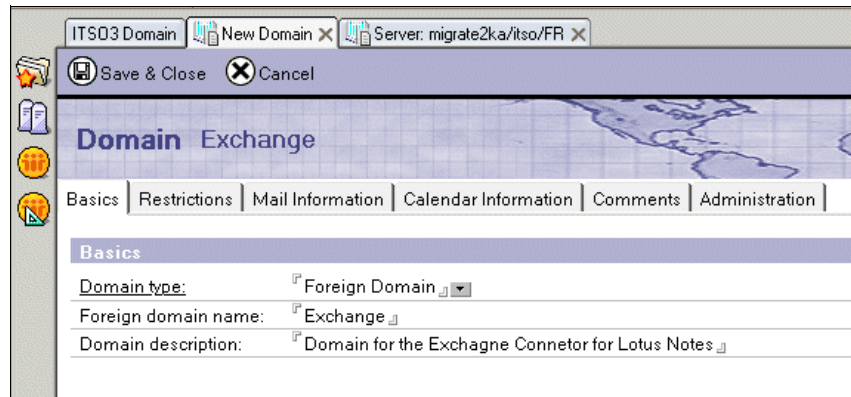 ITSO3 Domain New Domain Server: migrate2ka/itso/FR
Save & Close Cancel
Domain Exchange
Basics Restrictions Mail Information Calendar Information Comments Administration
Basics
Domain type: Foreign Domain
Foreign domain name: Exchange
Domain description: Domain for the Exchagne Connetor for Lotus Notes